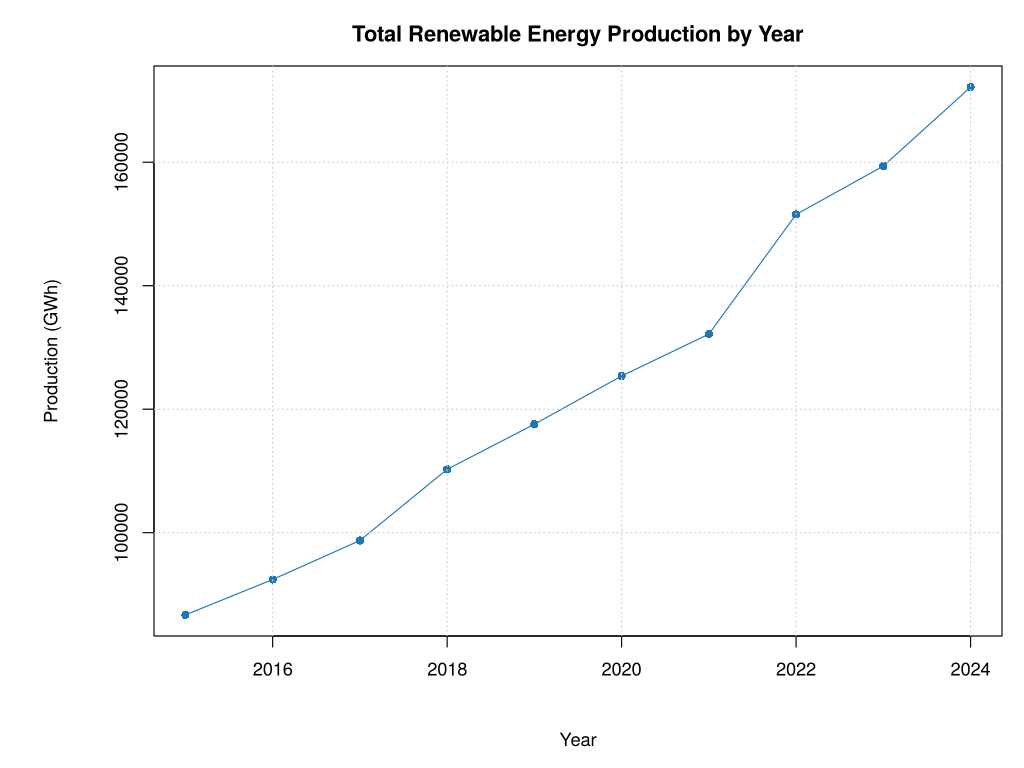 Total Renewable Energy Production by Year
Production (GWh)
160000
140000
120000
100000
2016 2018 2020 2022 2024
Year